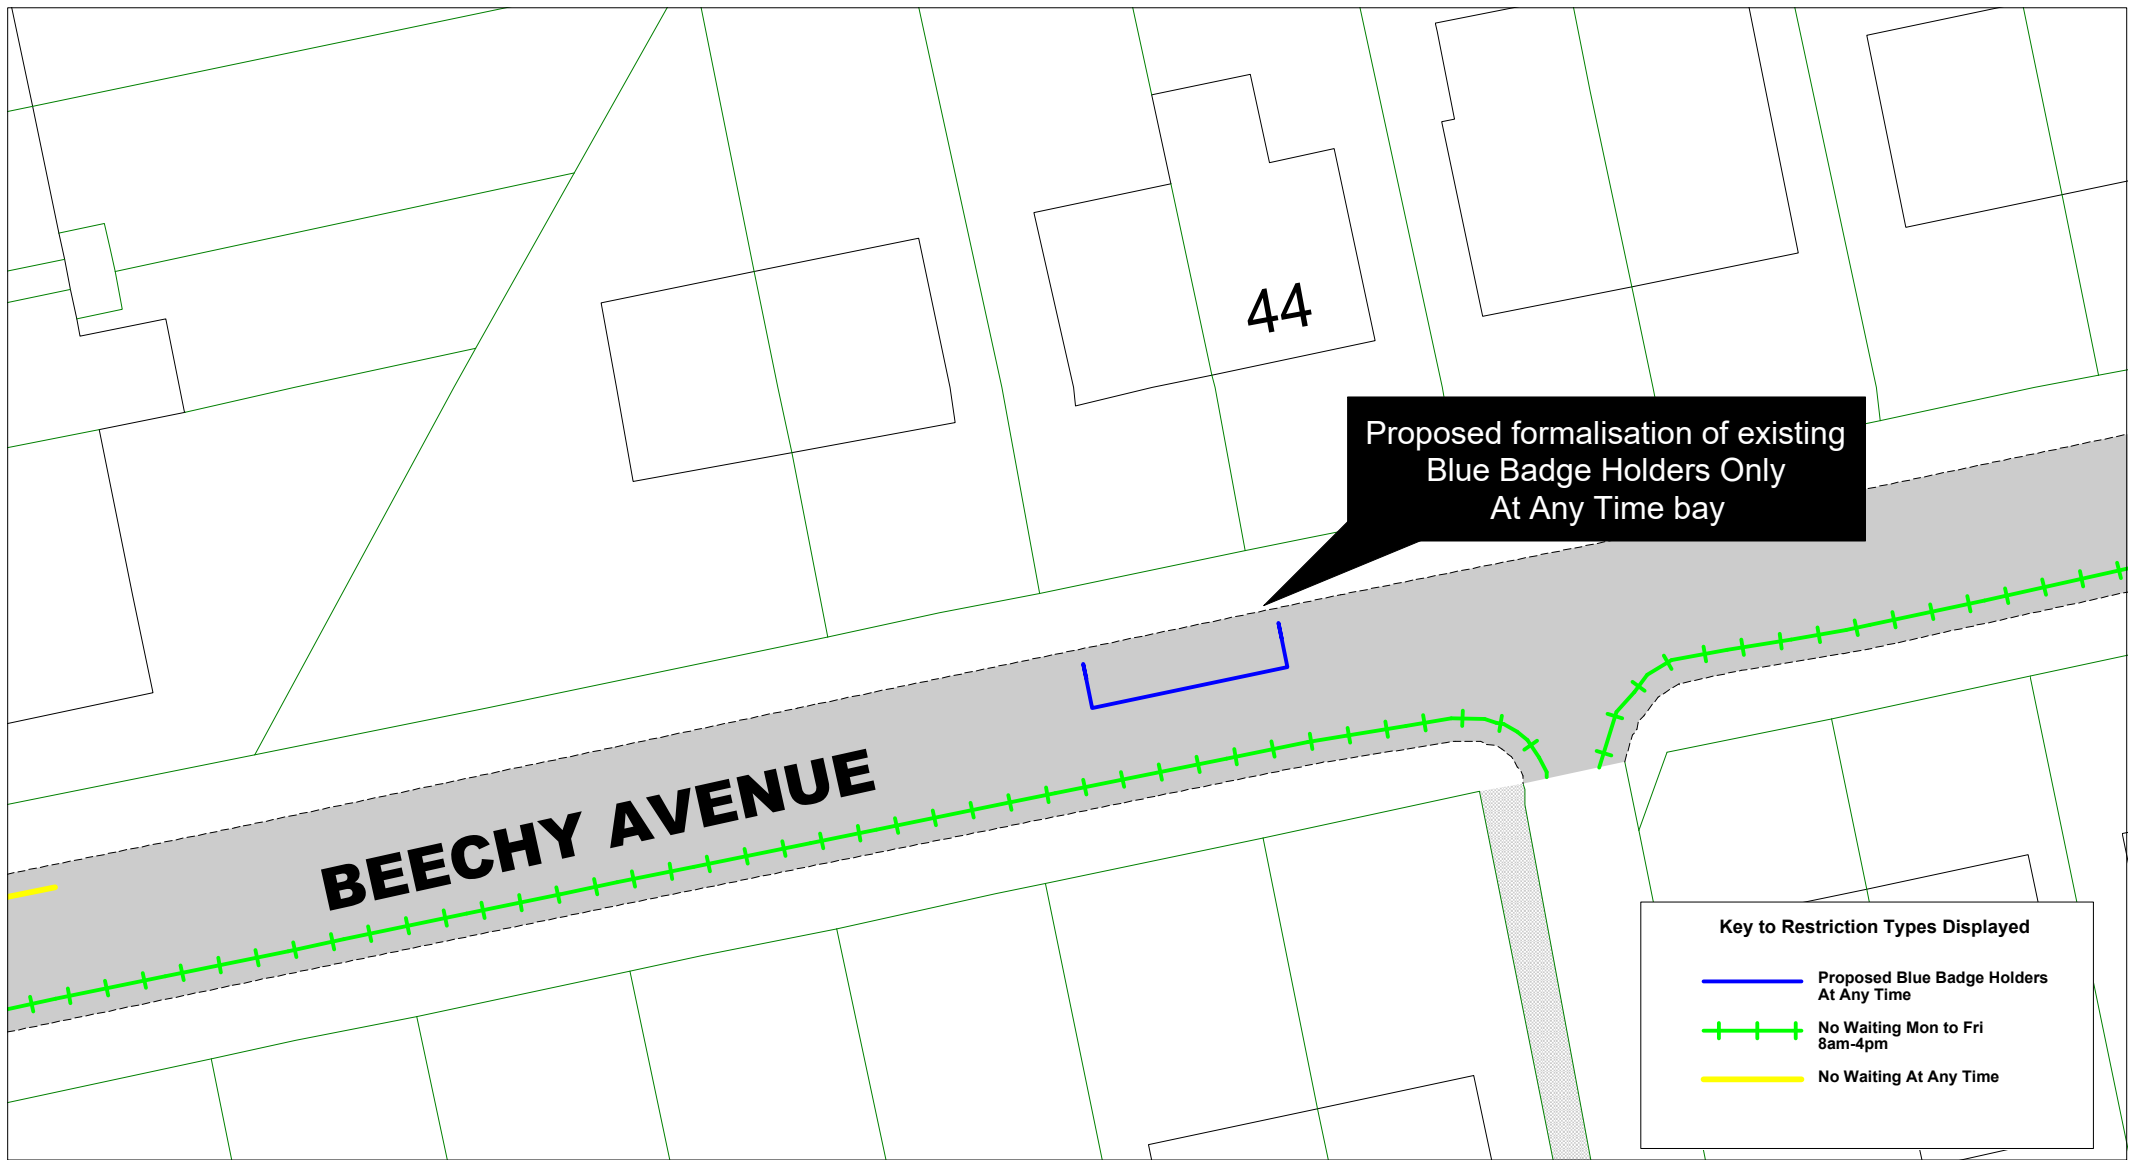 44
Proposed formalisation of existing
Blue Badge Holders Only
At Any Time bay
BEECHY AVENUE
Key to Restriction Types Displayed
Proposed Blue Badge Holders
At Any Time
No Waiting Mon to Fri
8am-4pm
No Waiting At Any Time